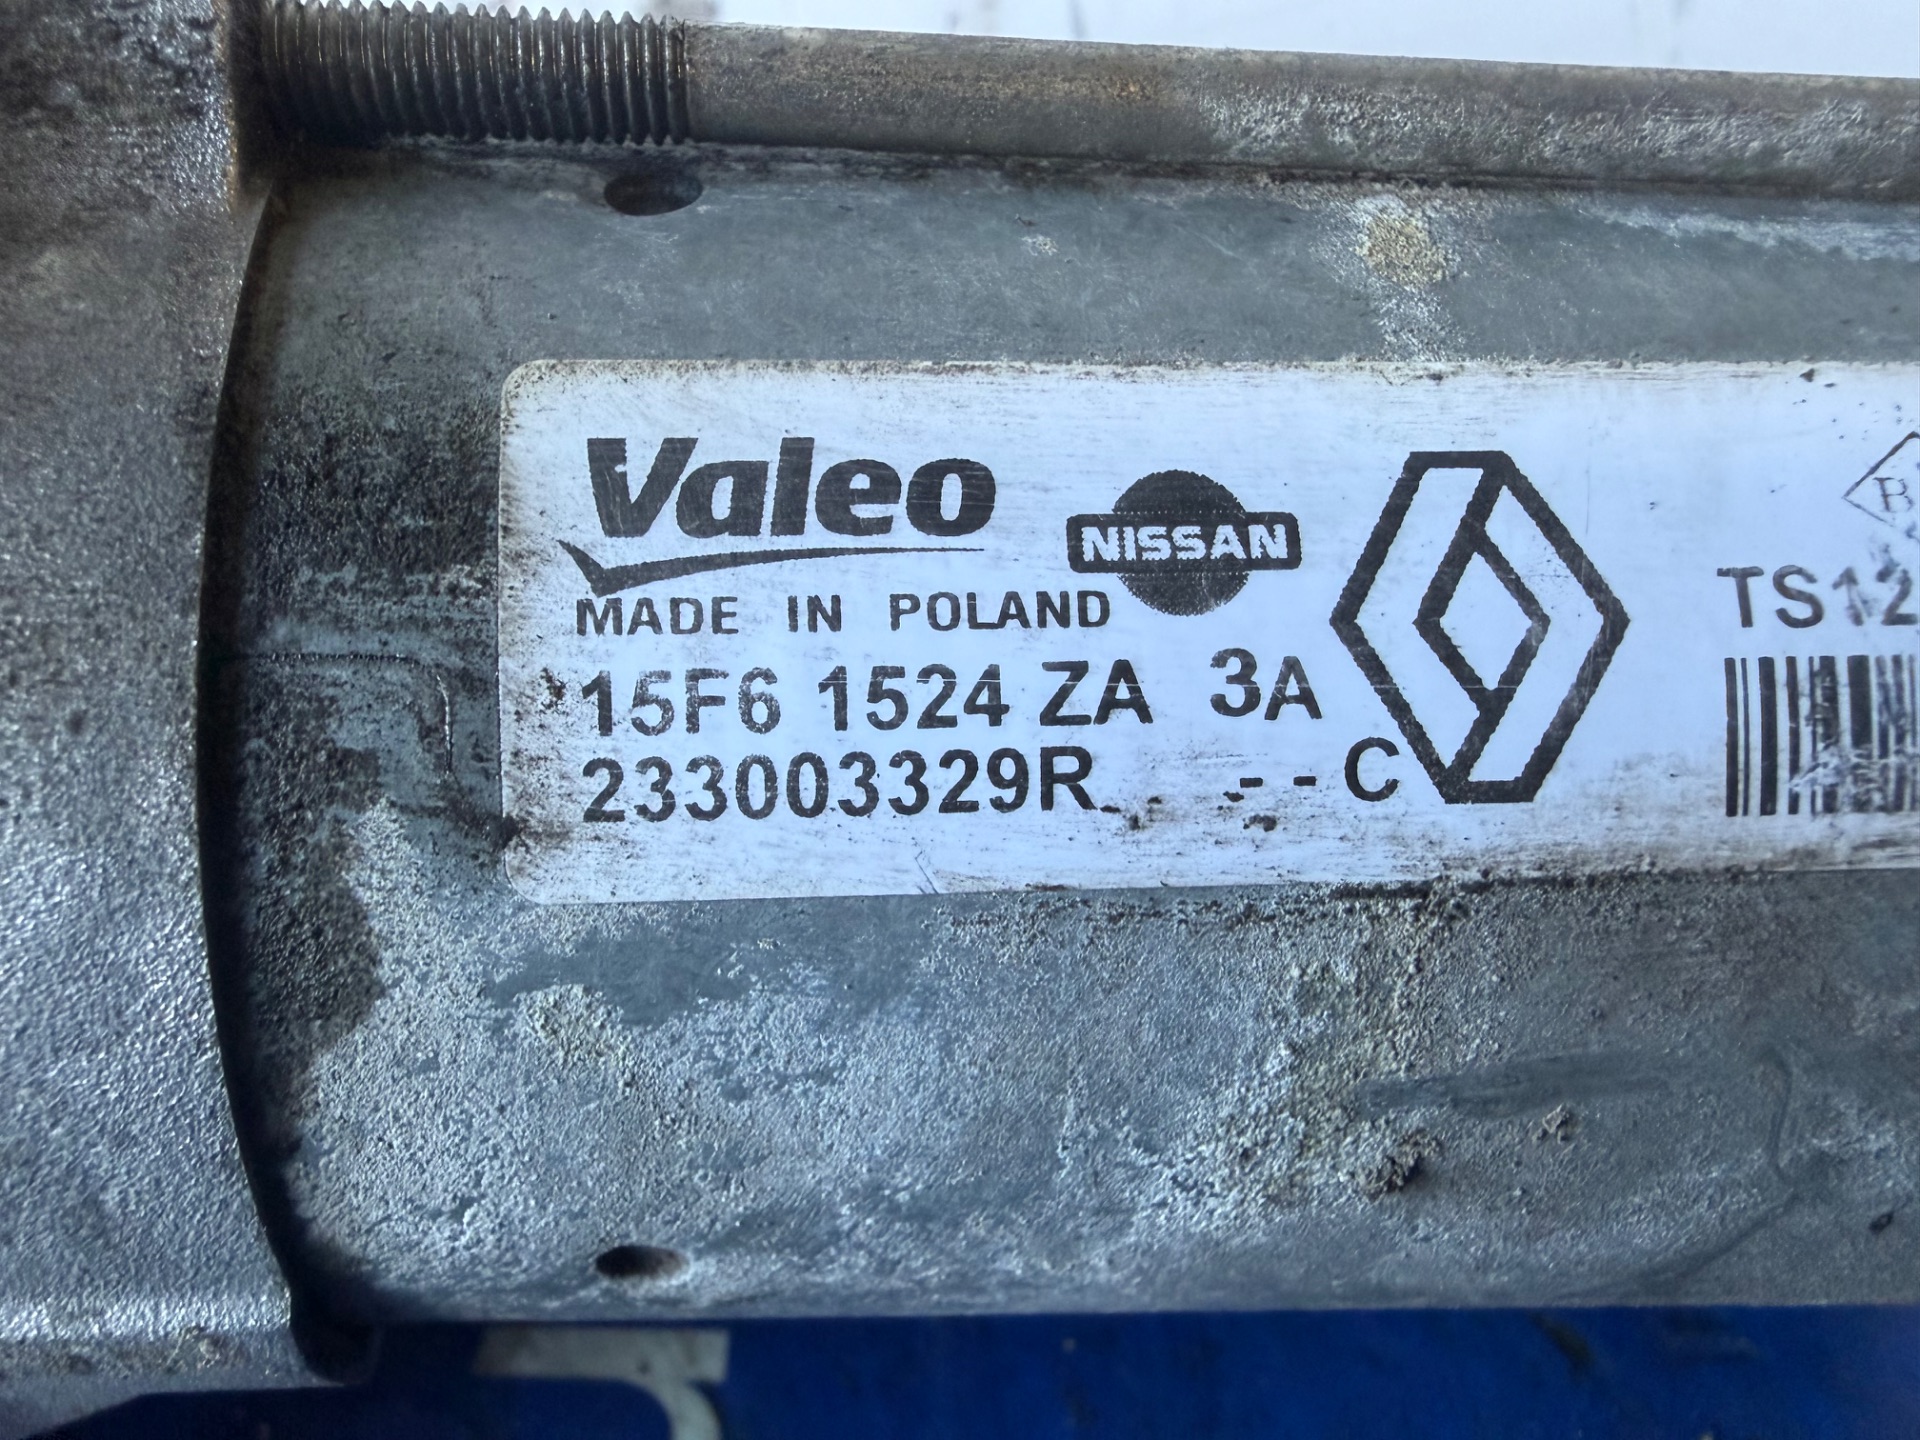 Valeo
NISSAN
MADE IN POLAND
15F6 1524 ZA 3A
233003329R --C
B
TS12